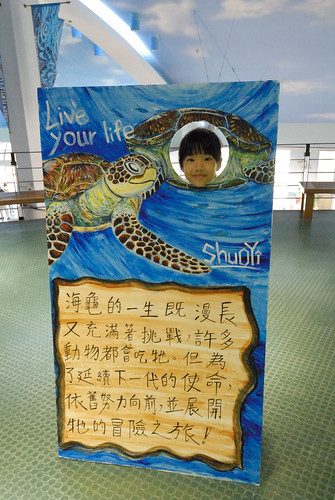 Live
your life
ShunYi
海龜的一生既漫長
又充滿著挑戰,許多
動物都嘗吃牠。但為
了延續下一代的使命,
依舊努力向前,並展開
牠的冒險之旅!